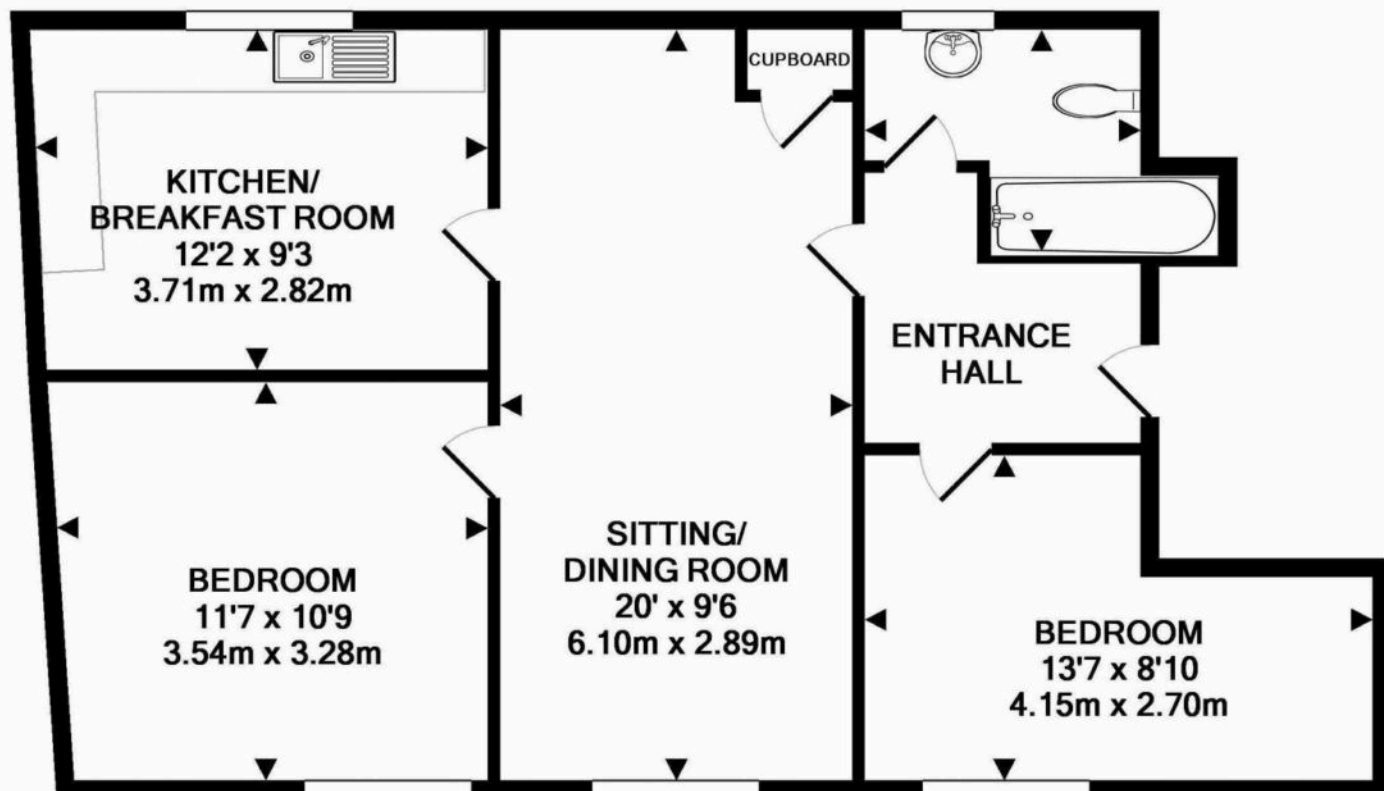 CUPBOARD
KITCHEN/
BREAKFAST ROOM
12'2 x 9'3
3.71m x 2.82m
ENTRANCE
HALL
SITTING/
DINING ROOM
20' x 9'6
6.10m x 2.89m
BEDROOM
11'7 x 10'9
3.54m x 3.28m
BEDROOM
13'7 x 8'10
4.15m x 2.70m